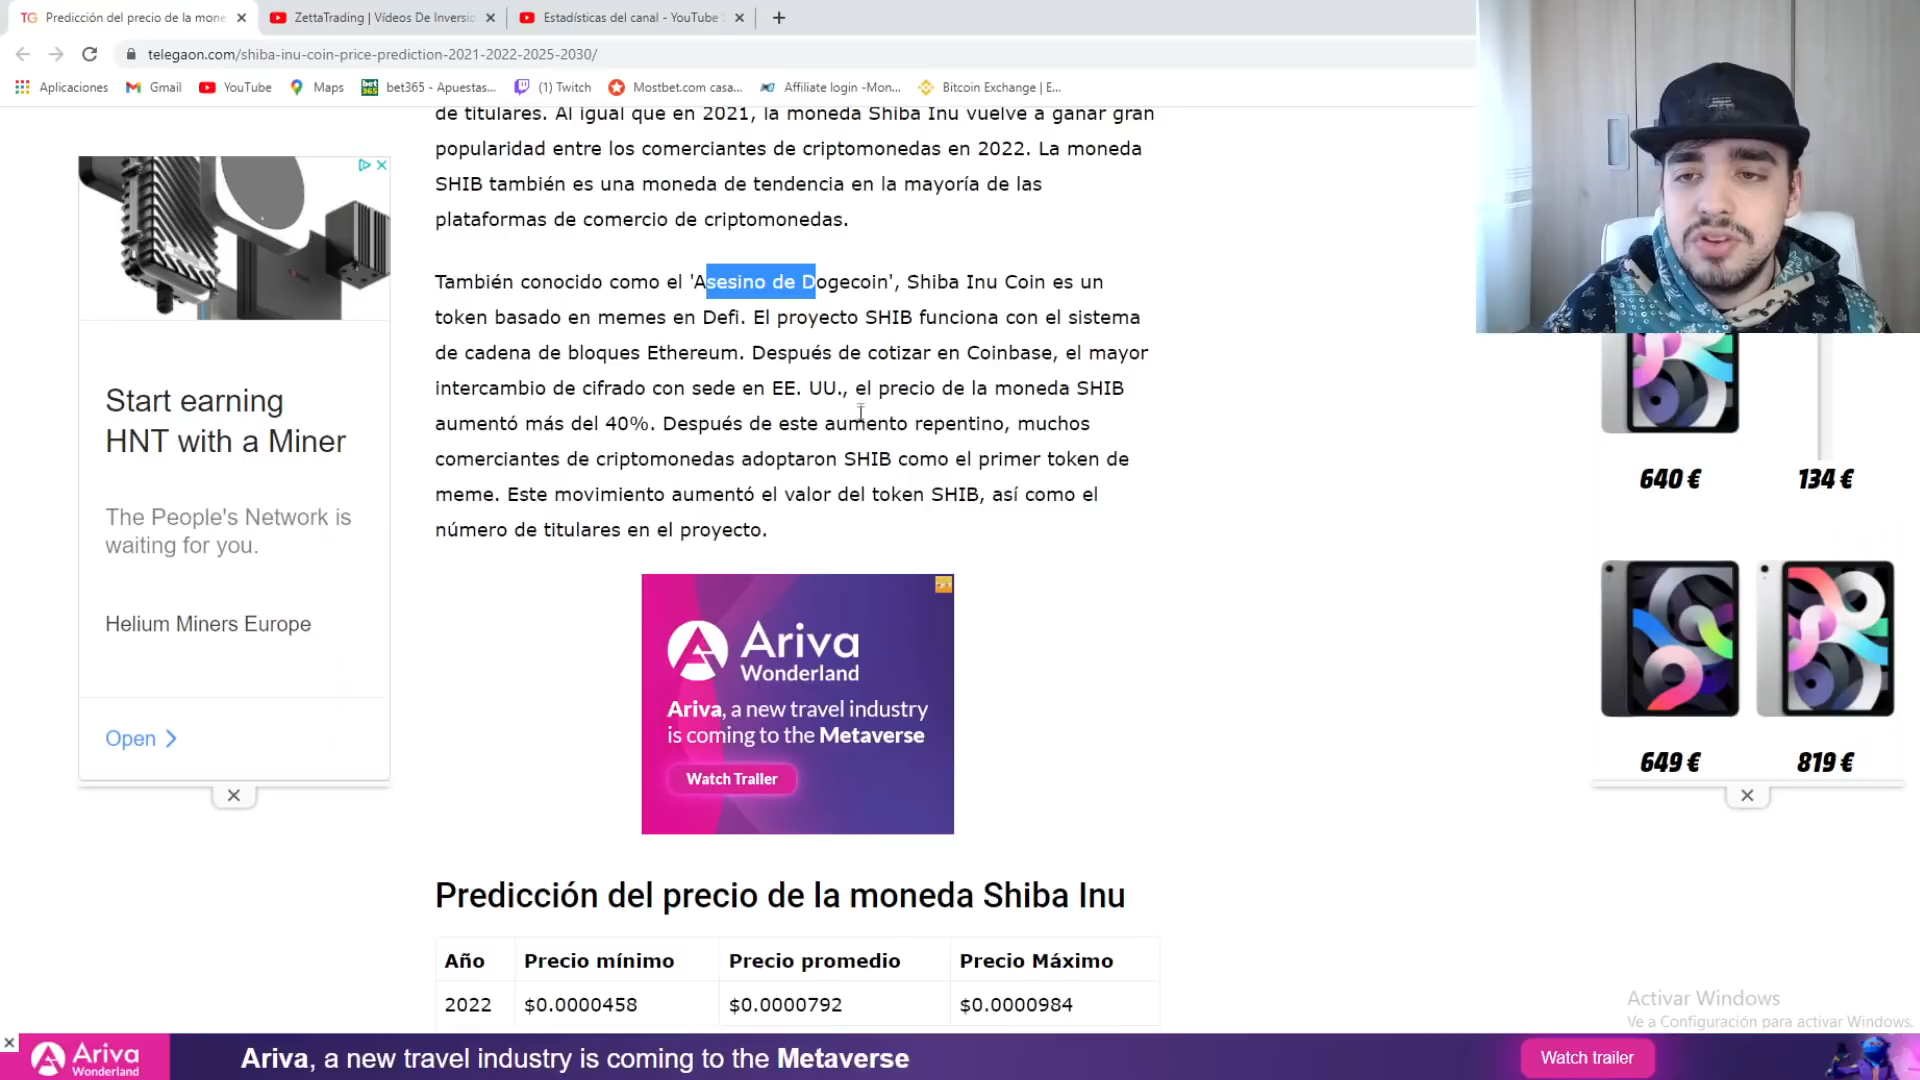 TG Predicción del precio de la mone
ZettaTrading | Vídeos De Inversio
Estadísticas del canal - YouTube
telegaon.com/shiba-inu-coin-price-prediction-2021-2022-2025-2030/
Aplicaciones
Gmail
YouTube
Maps
bet365 - Apuestas...
(1) Twitch
Mostbet.com casa...
Affiliate login -Mon...
Bitcoin Exchange | E...
de titulares. Al igual que en 2021, la moneda Shiba Inu vuelve a ganar gran
popularidad entre los comerciantes de criptomonedas en 2022. La moneda
SHIB también es una moneda de tendencia en la mayoría de las
plataformas de comercio de criptomonedas.
También conocido como el 'Asesino de Dogecoin', Shiba Inu Coin es un
token basado en memes en Defi. El proyecto SHIB funciona con el sistema
de cadena de bloques Ethereum. Después de cotizar en Coinbase, el mayor
intercambio de cifrado con sede en EE. UU., el precio de la moneda SHIB
aumentó más del 40%. Después de este aumento repentino, muchos
comerciantes de criptomonedas adoptaron SHIB como el primer token de
meme. Este movimiento aumentó el valor del token SHIB, así como el
número de titulares en el proyecto.
Start earning
HNT with a Miner
The People's Network is
waiting for you.
Helium Miners Europe
Open
Ariva
Wonderland
Ariva, a new travel industry
is coming to the Metaverse
Watch Trailer
640 €
134 €
649 €
819 €
Predicción del precio de la moneda Shiba Inu
Año Precio mínimo Precio promedio Precio Máximo
2022 $0.0000458 $0.0000792 $0.0000984
Activar Windows
Ve a Configuración para activar Windows.
Ariva
Wonderland
Ariva, a new travel industry is coming to the Metaverse
Watch trailer